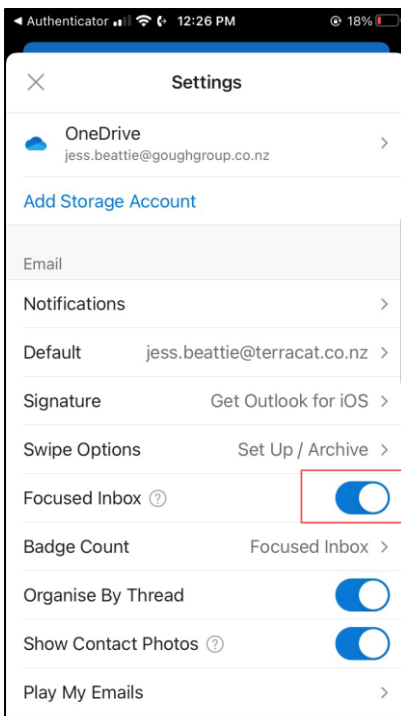 ◀ Authenticator 12:26 PM 18%
Settings
OneDrive
jess.beattie@goughgroup.co.nz
Add Storage Account
Email
Notifications
Default jess.beattie@terracat.co.nz
Signature Get Outlook for iOS
Swipe Options Set Up / Archive
Focused Inbox ?
Badge Count Focused Inbox
Organise By Thread
Show Contact Photos ?
Play My Emails